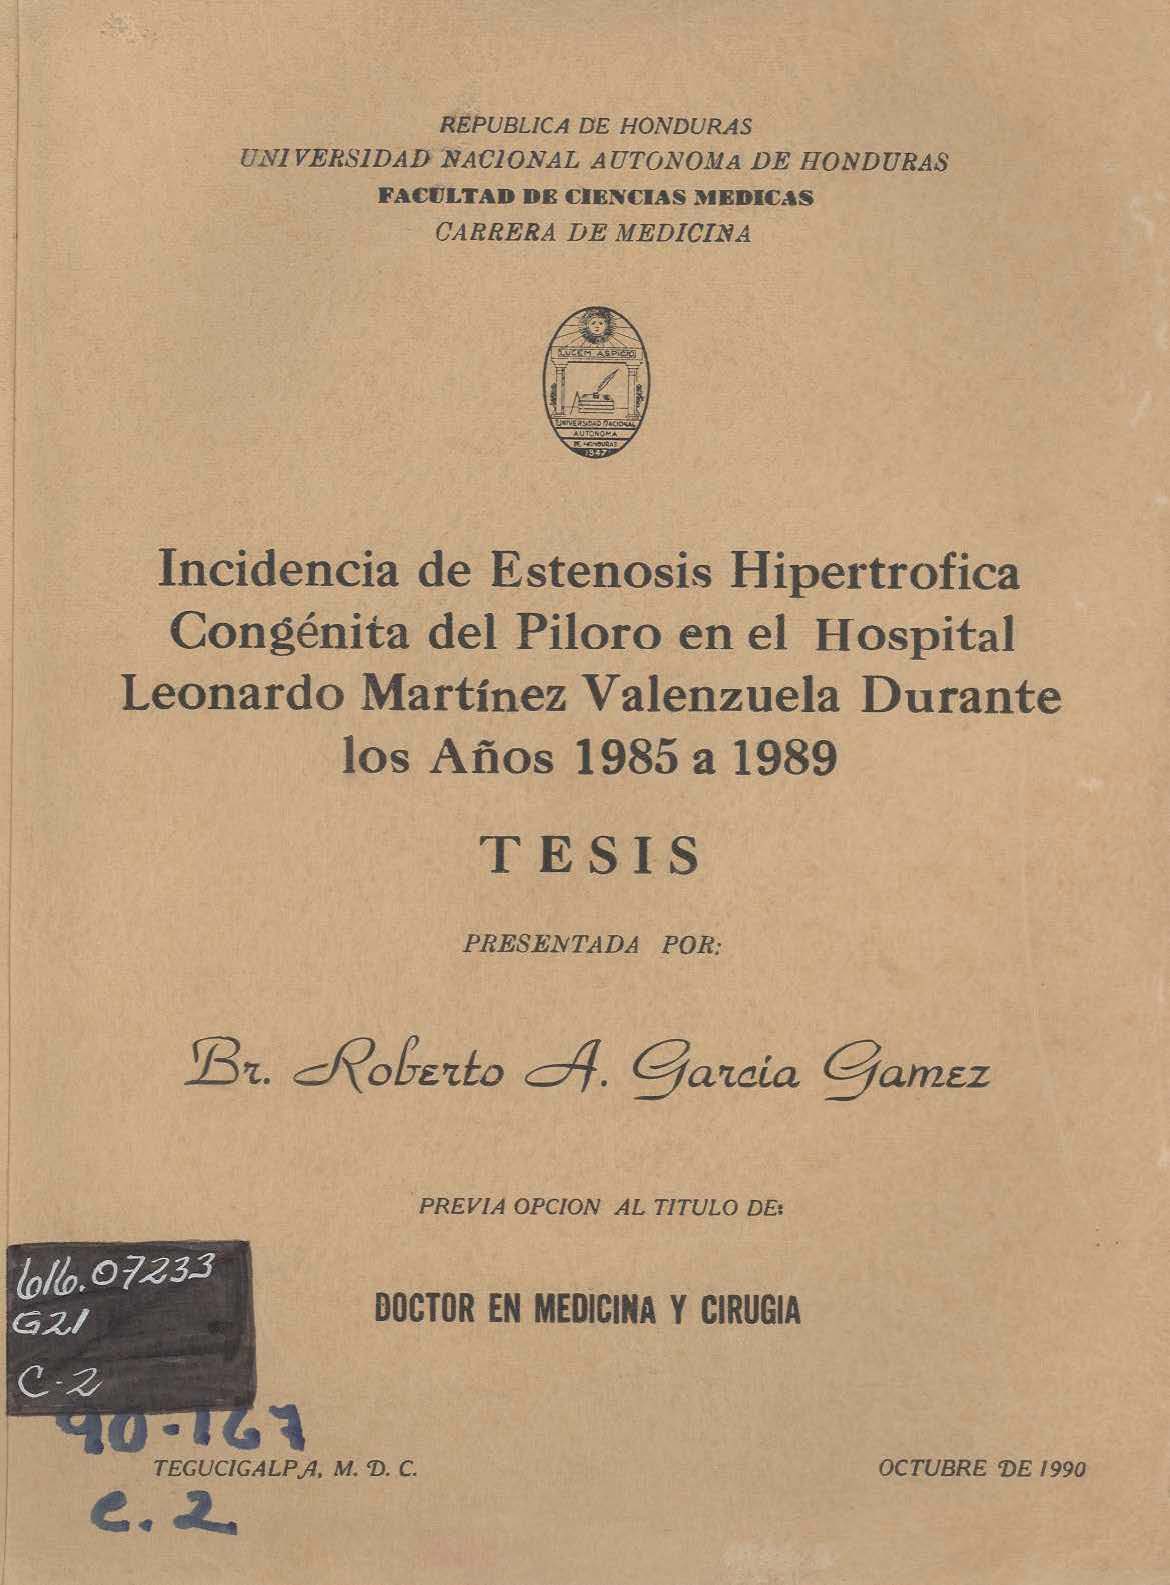 REPUBLICA DE HONDURAS
UNIVERSIDAD NACIONAL AUTONOMA DE HONDURAS
FACULTAD DE CIENCIAS MEDICAS
CARRERA DE MEDICINA
LUCEM ASPICIO
UNIVERSIDAD NACIONAL
AUTONOMA
DE HONDURAS
1847
Incidencia de Estenosis Hipertrofica
Congénita del Piloro en el Hospital
Leonardo Martínez Valenzuela Durante
los Años 1985 a 1989
TESIS
PRESENTADA POR:
Br. Roberto A. Garcia Gamez
PREVIA OPCION AL TITULO DE:
DOCTOR EN MEDICINA Y CIRUGIA
616.07233
G21
C-2
90-167
TEGUCIGALPA, M. D. C.
OCTUBRE DE 1990
c. 2